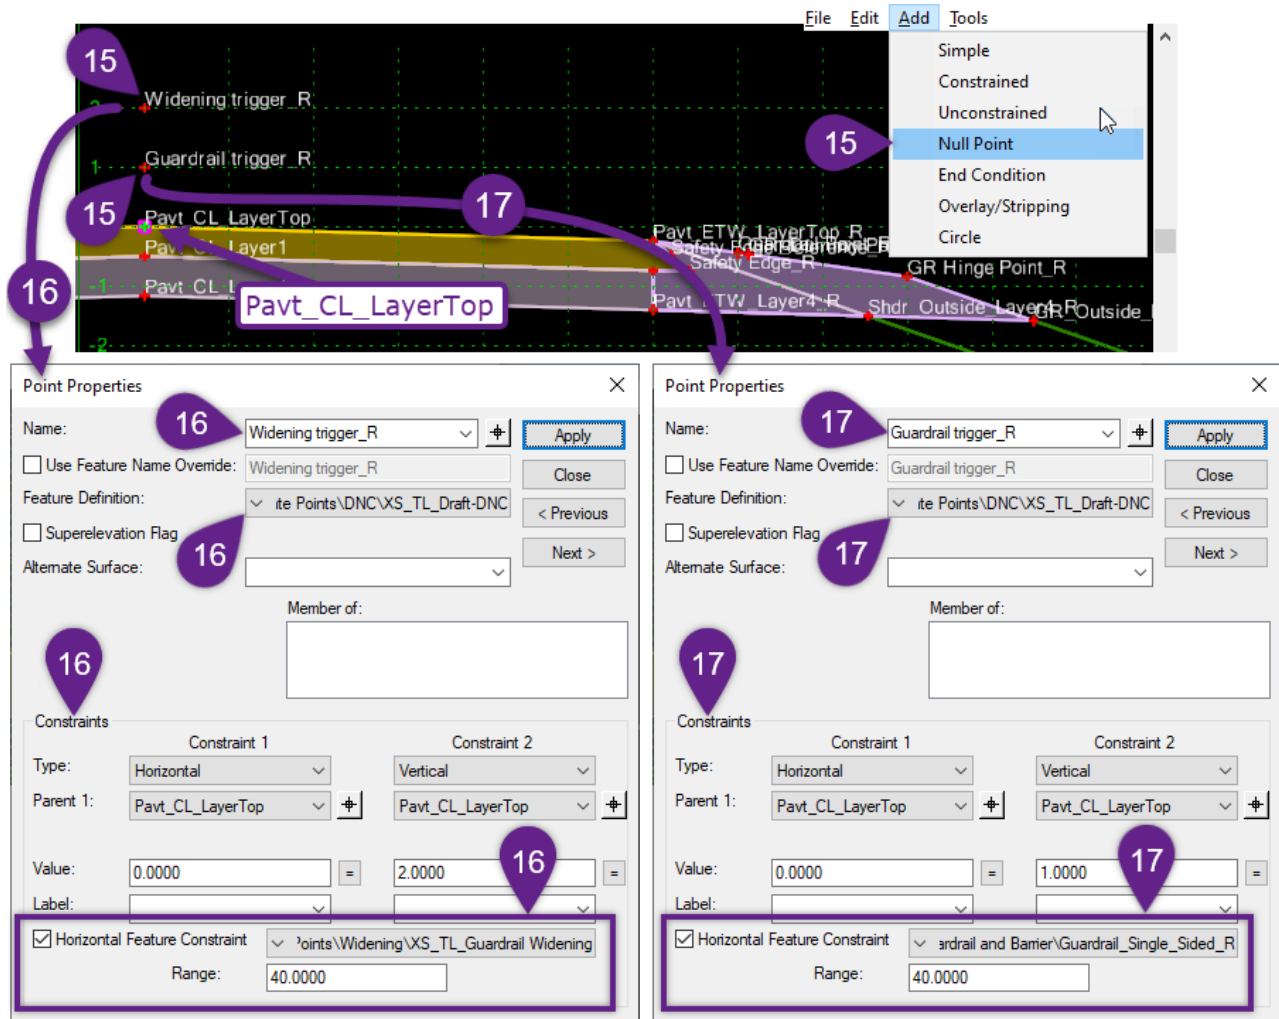 File Edit Add Tools
Simple
Constrained
Unconstrained
Null Point
End Condition
Overlay/Stripping
Circle
15
15
15
16
17
2
Widening trigger_R
1
Guardrail trigger_R
Pavt_CL_LayerTop
Pavt_CL_Layer1
Pavt_CL_
Pavt_CL_LayerTop
Pavt_ETW_LayerTop_R
Safety Edge_R
GR Hinge Point_R
Pavt_ETW_Layer4_R
Shdr_Outside_Layer4_R
GR_Outside_
-1
-2
Point Properties
16
Name: Widening trigger_R Apply
Use Feature Name Override: Widening trigger_R Close
Feature Definition: ite Points\DNC\XS_TL_Draft-DNC < Previous
Superelevation Flag
16
Next >
Alternate Surface:
Member of:
16
Constraints
Constraint 1 Constraint 2
Type: Horizontal Vertical
Parent 1: Pavt_CL_LayerTop Pavt_CL_LayerTop
16
Value: 0.0000 = 2.0000 =
Label:
Horizontal Feature Constraint Points\Widening\XS_TL_Guardrail Widening
Range: 40.0000
Point Properties
17
Name: Guardrail trigger_R Apply
Use Feature Name Override: Guardrail trigger_R Close
Feature Definition: ite Points\DNC\XS_TL_Draft-DNC < Previous
Superelevation Flag
17
Next >
Alternate Surface:
Member of:
17
Constraints
Constraint 1 Constraint 2
Type: Horizontal Vertical
Parent 1: Pavt_CL_LayerTop Pavt_CL_LayerTop
17
Value: 0.0000 = 1.0000 =
Label:
Horizontal Feature Constraint ardrail and Barrier\Guardrail_Single_Sided_R
Range: 40.0000